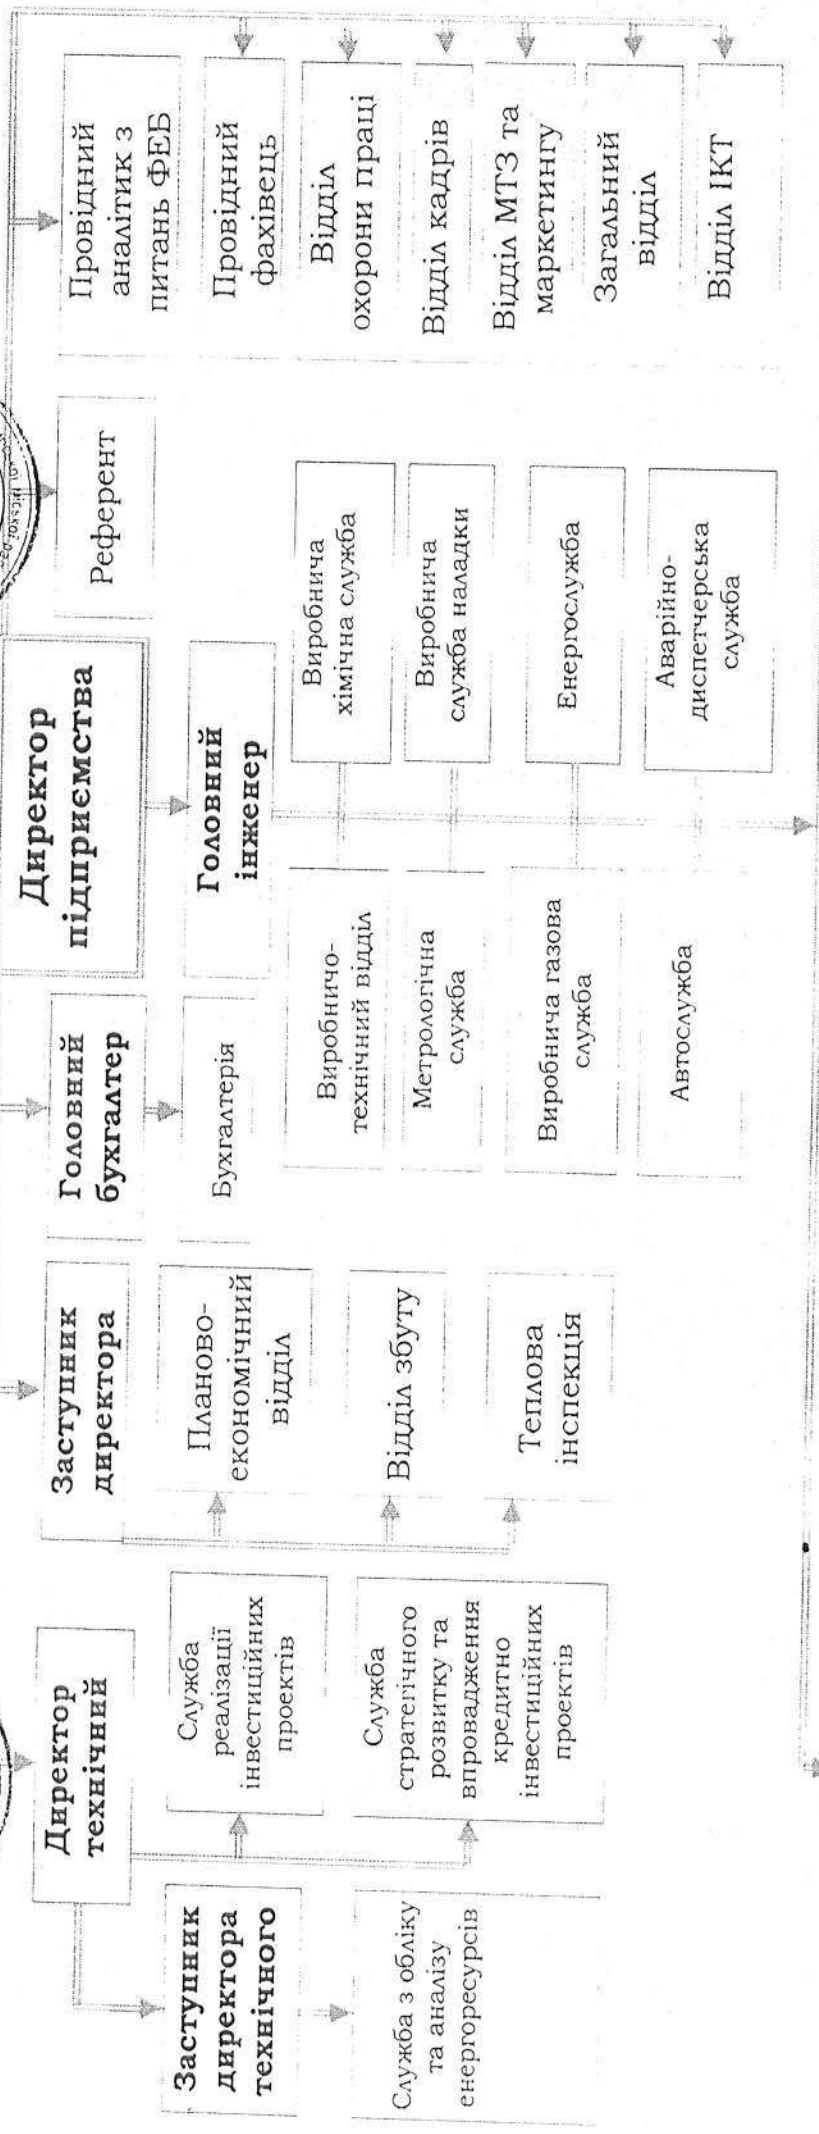 Директор
підприємства
Референт
Директор
технічний
Заступник
директора
Головний
бухгалтер
Головний
інженер
Провідний
аналітик з
питань ФЕБ
Провідний
фахівець
Відділ
охорони праці
Відділ кадрів
Відділ МТЗ та
маркетингу
Загальний
відділ
Відділ ІКТ
Заступник
директора
технічного
Служба з обліку
та аналізу
енергоресурсів
Служба
реалізації
інвестиційних
проектів
Служба
стратегічного
розвитку та
впровадження
кредитно
інвестиційних
проектів
Планово-
економічний
відділ
Відділ збуту
Теплова
інспекція
Бухгалтерія
Виробничо-
технічний відділ
Метрологічна
служба
Виробнича газова
служба
Автослужба
Виробнича
хімічна служба
Виробнича
служба наладки
Енергослужба
Аварійно-
диспетчерська
служба